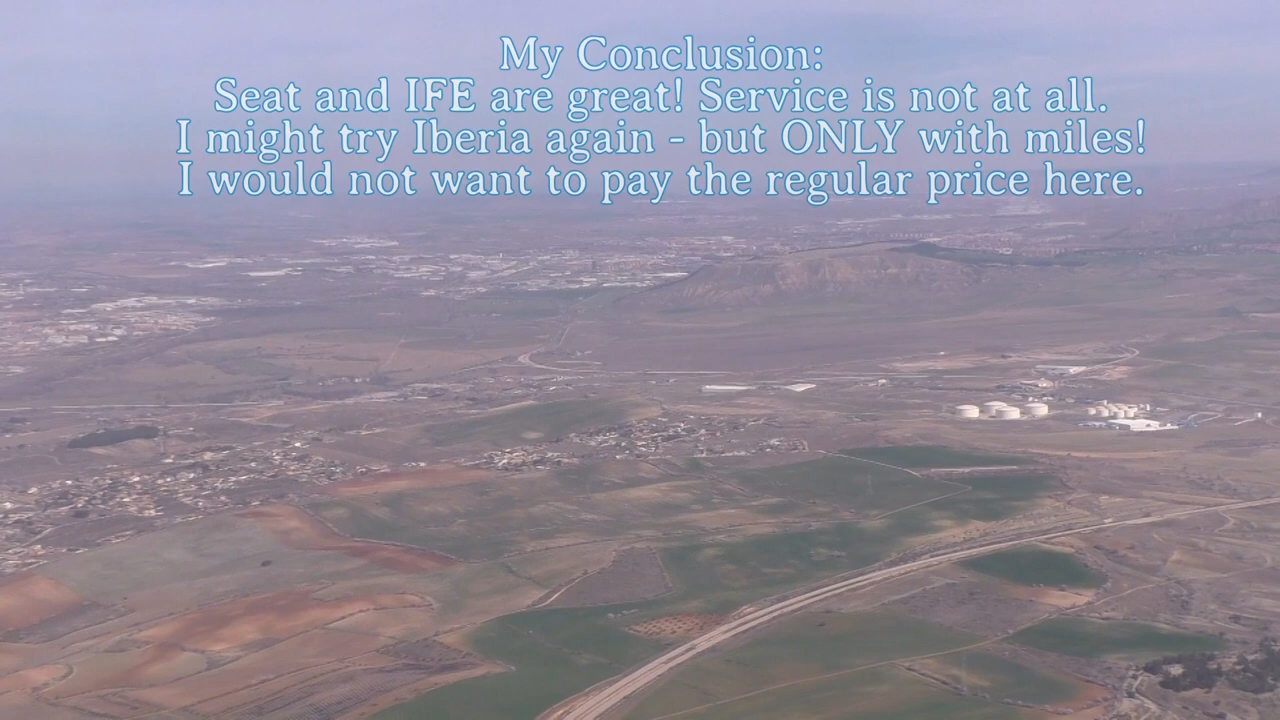 My Conclusion:
Seat and IFE are great! Service is not at all.
I might try Iberia again - but ONLY with miles!
I would not want to pay the regular price here.